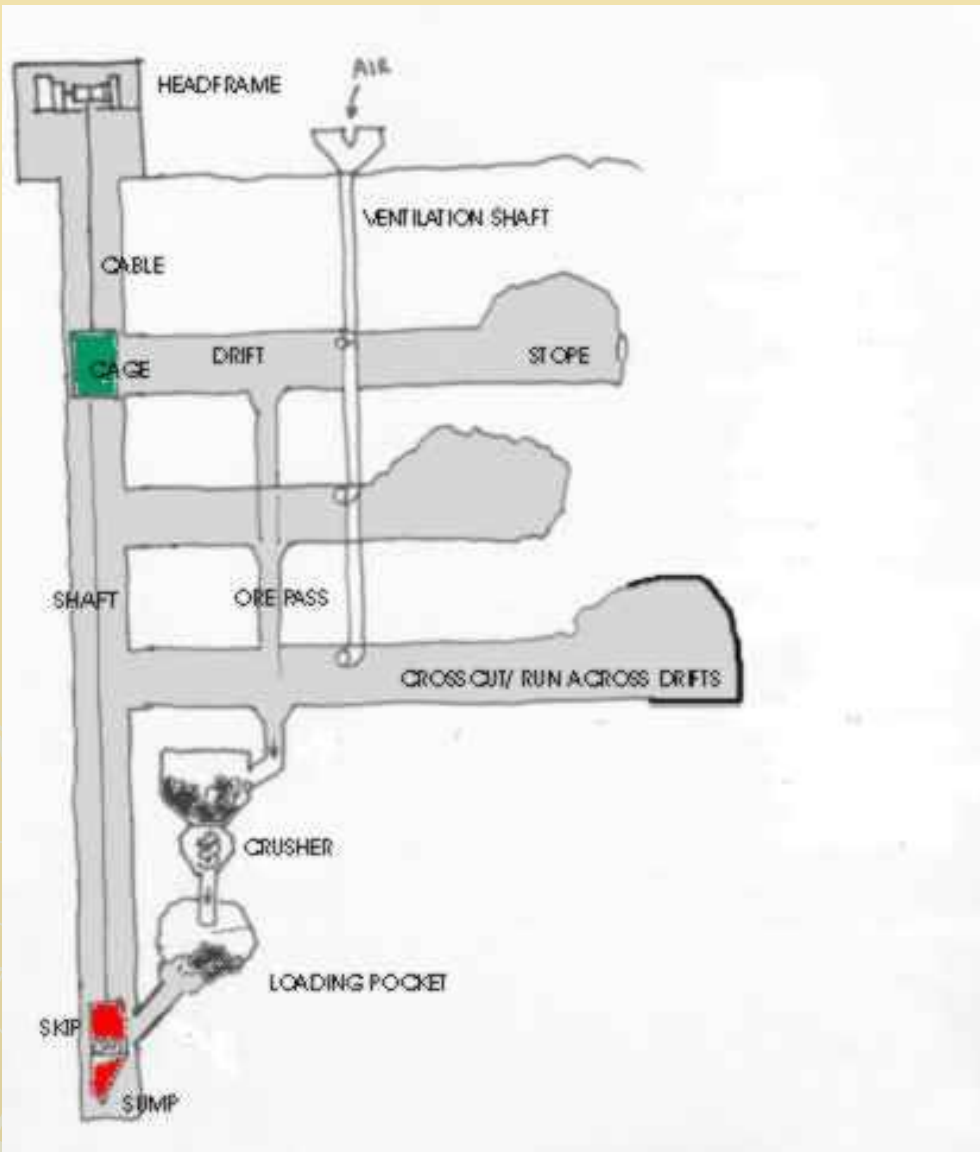 AIR
HEADFRAME
VENTILATION SHAFT
CABLE
DRIFT
STOPE
CAGE
SHAFT
ORE PASS
CROSS CUT/ RUN ACROSS DRIFTS
CRUSHER
LOADING POCKET
SKIP
SUMP